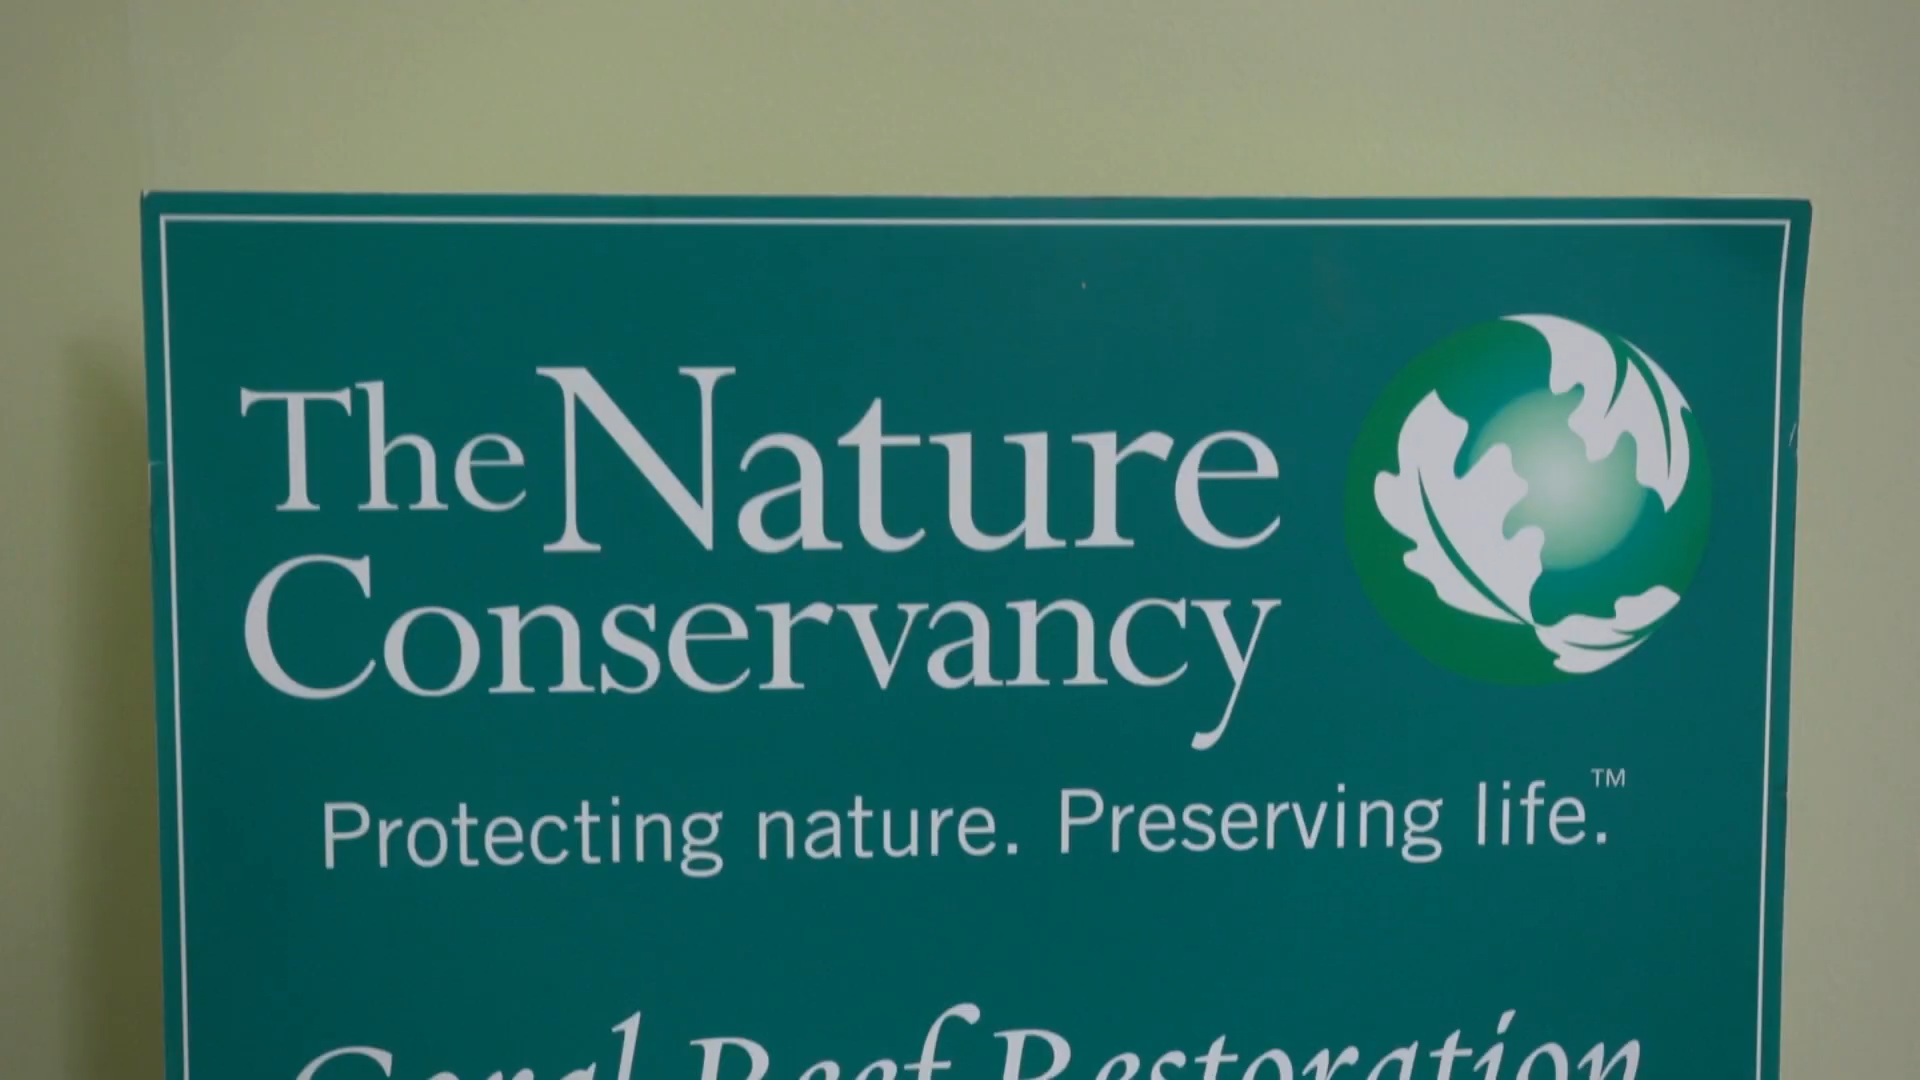 The Nature
Conservancy
Protecting nature. Preserving life.™
Coral Reef Restoration